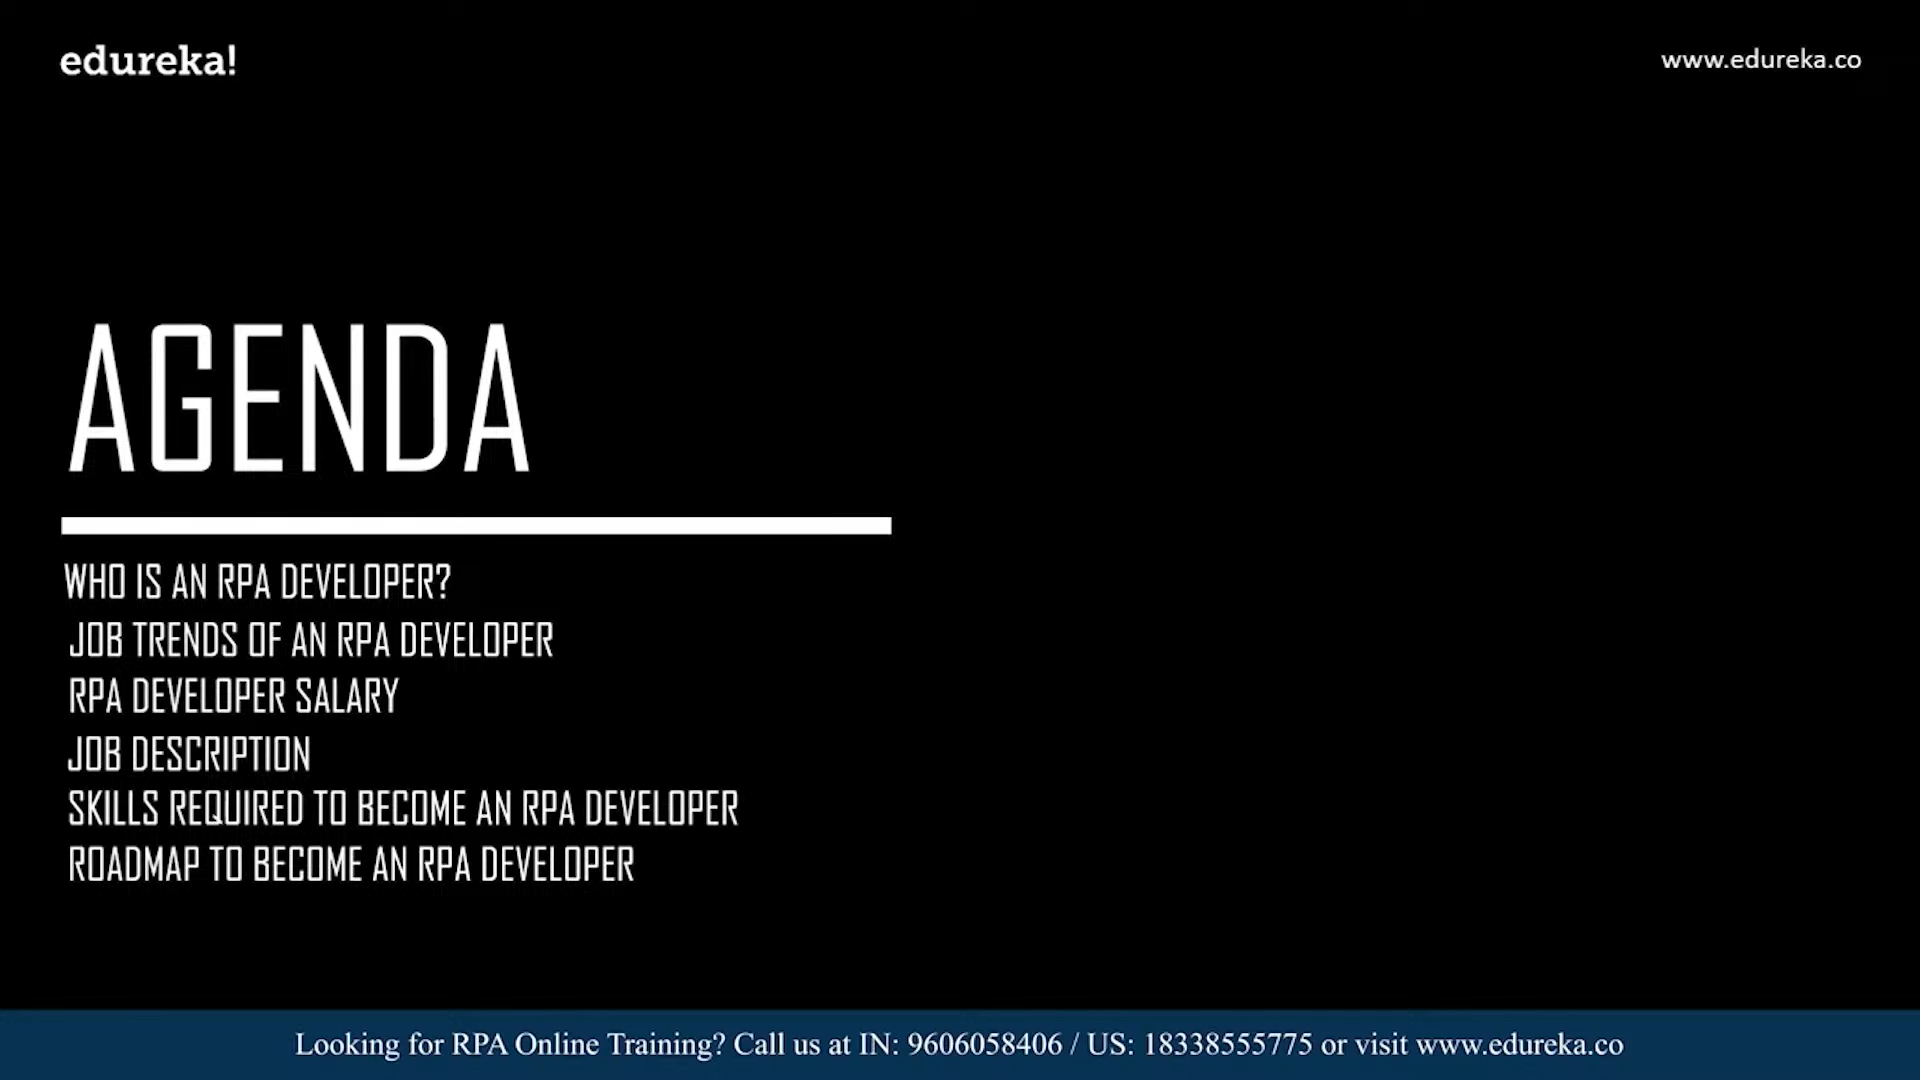 edureka!
www.edureka.co
AGENDA
WHO IS AN RPA DEVELOPER?
JOB TRENDS OF AN RPA DEVELOPER
RPA DEVELOPER SALARY
JOB DESCRIPTION
SKILLS REQUIRED TO BECOME AN RPA DEVELOPER
ROADMAP TO BECOME AN RPA DEVELOPER
Looking for RPA Online Training? Call us at IN: 9606058406 / US: 18338555775 or visit www.edureka.co